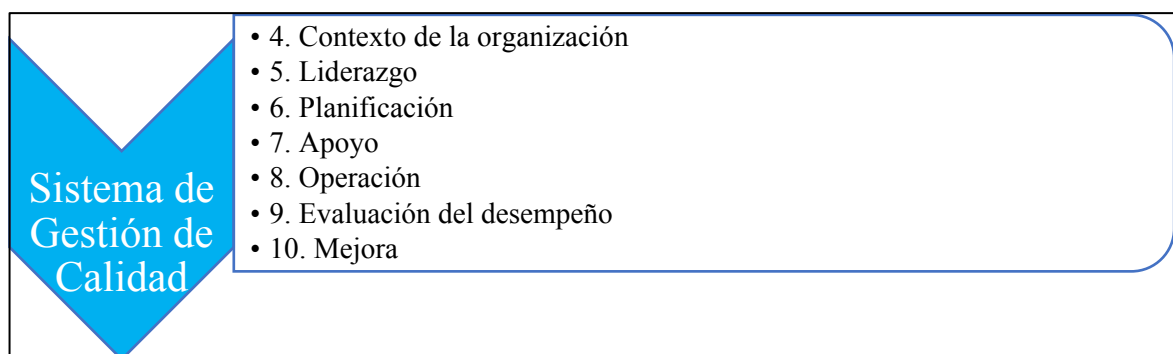 Sistema de
Gestión de
Calidad
• 4. Contexto de la organización
• 5. Liderazgo
• 6. Planificación
• 7. Apoyo
• 8. Operación
• 9. Evaluación del desempeño
• 10. Mejora